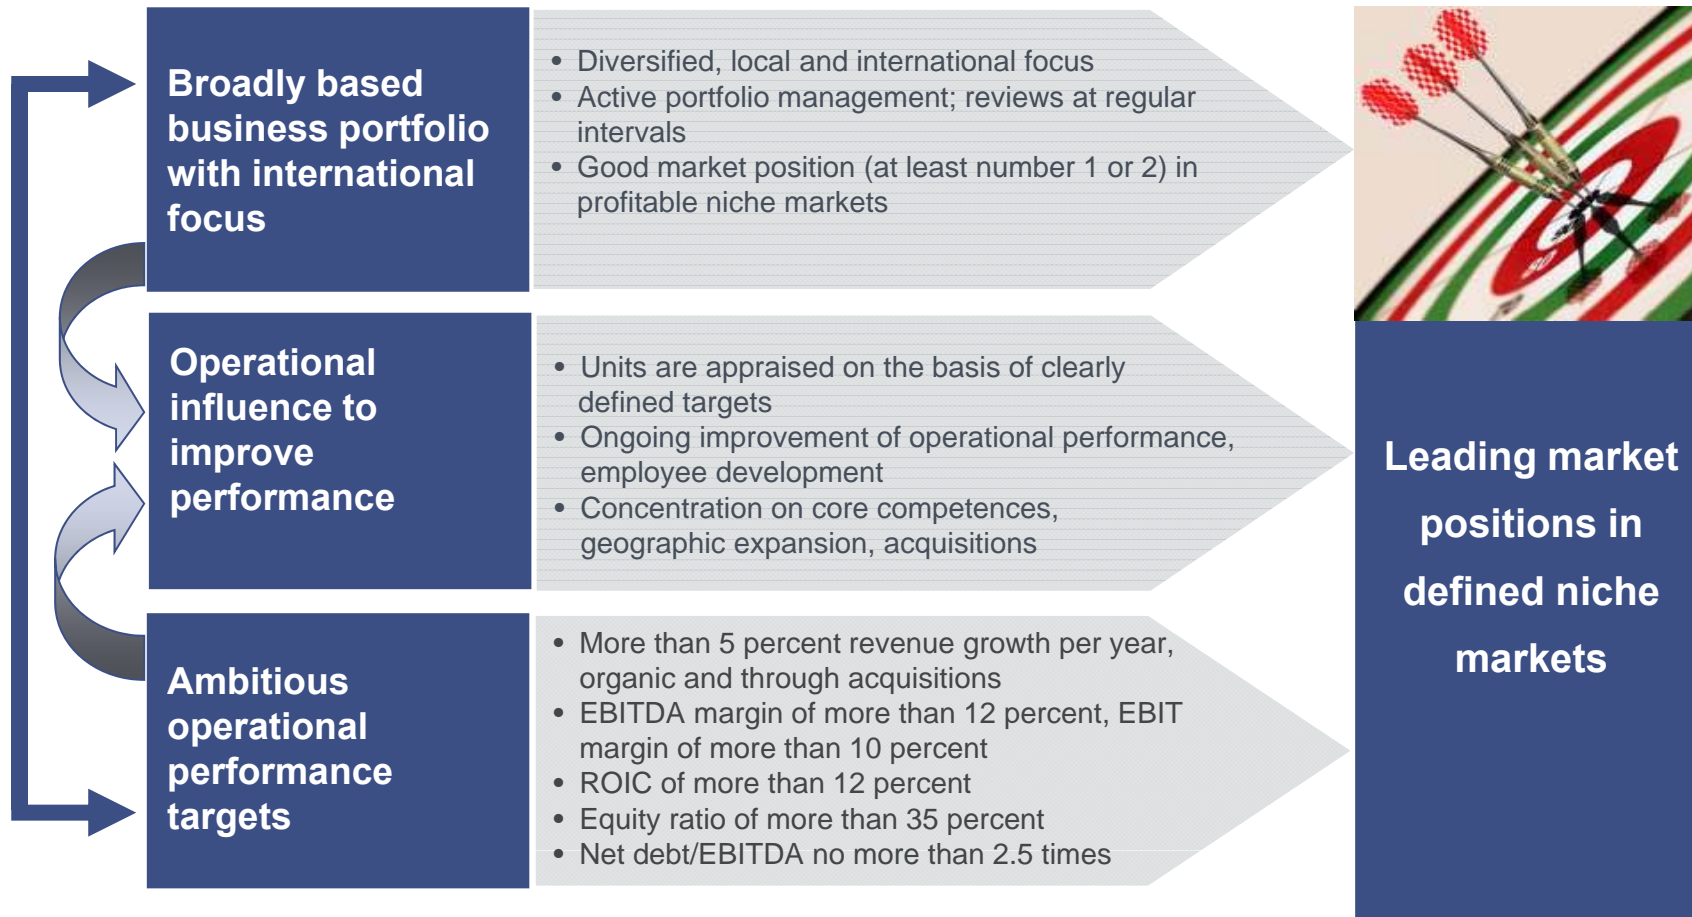 Broadly based
business portfolio
with international
focus
• Diversified, local and international focus
• Active portfolio management; reviews at regular
intervals
• Good market position (at least number 1 or 2) in
profitable niche markets
Operational
influence to
improve
performance
• Units are appraised on the basis of clearly
defined targets
• Ongoing improvement of operational performance,
employee development
• Concentration on core competences,
geographic expansion, acquisitions
Ambitious
operational
performance
targets
• More than 5 percent revenue growth per year,
organic and through acquisitions
• EBITDA margin of more than 12 percent, EBIT
margin of more than 10 percent
• ROIC of more than 12 percent
• Equity ratio of more than 35 percent
• Net debt/EBITDA no more than 2.5 times
Leading market
positions in
defined niche
markets